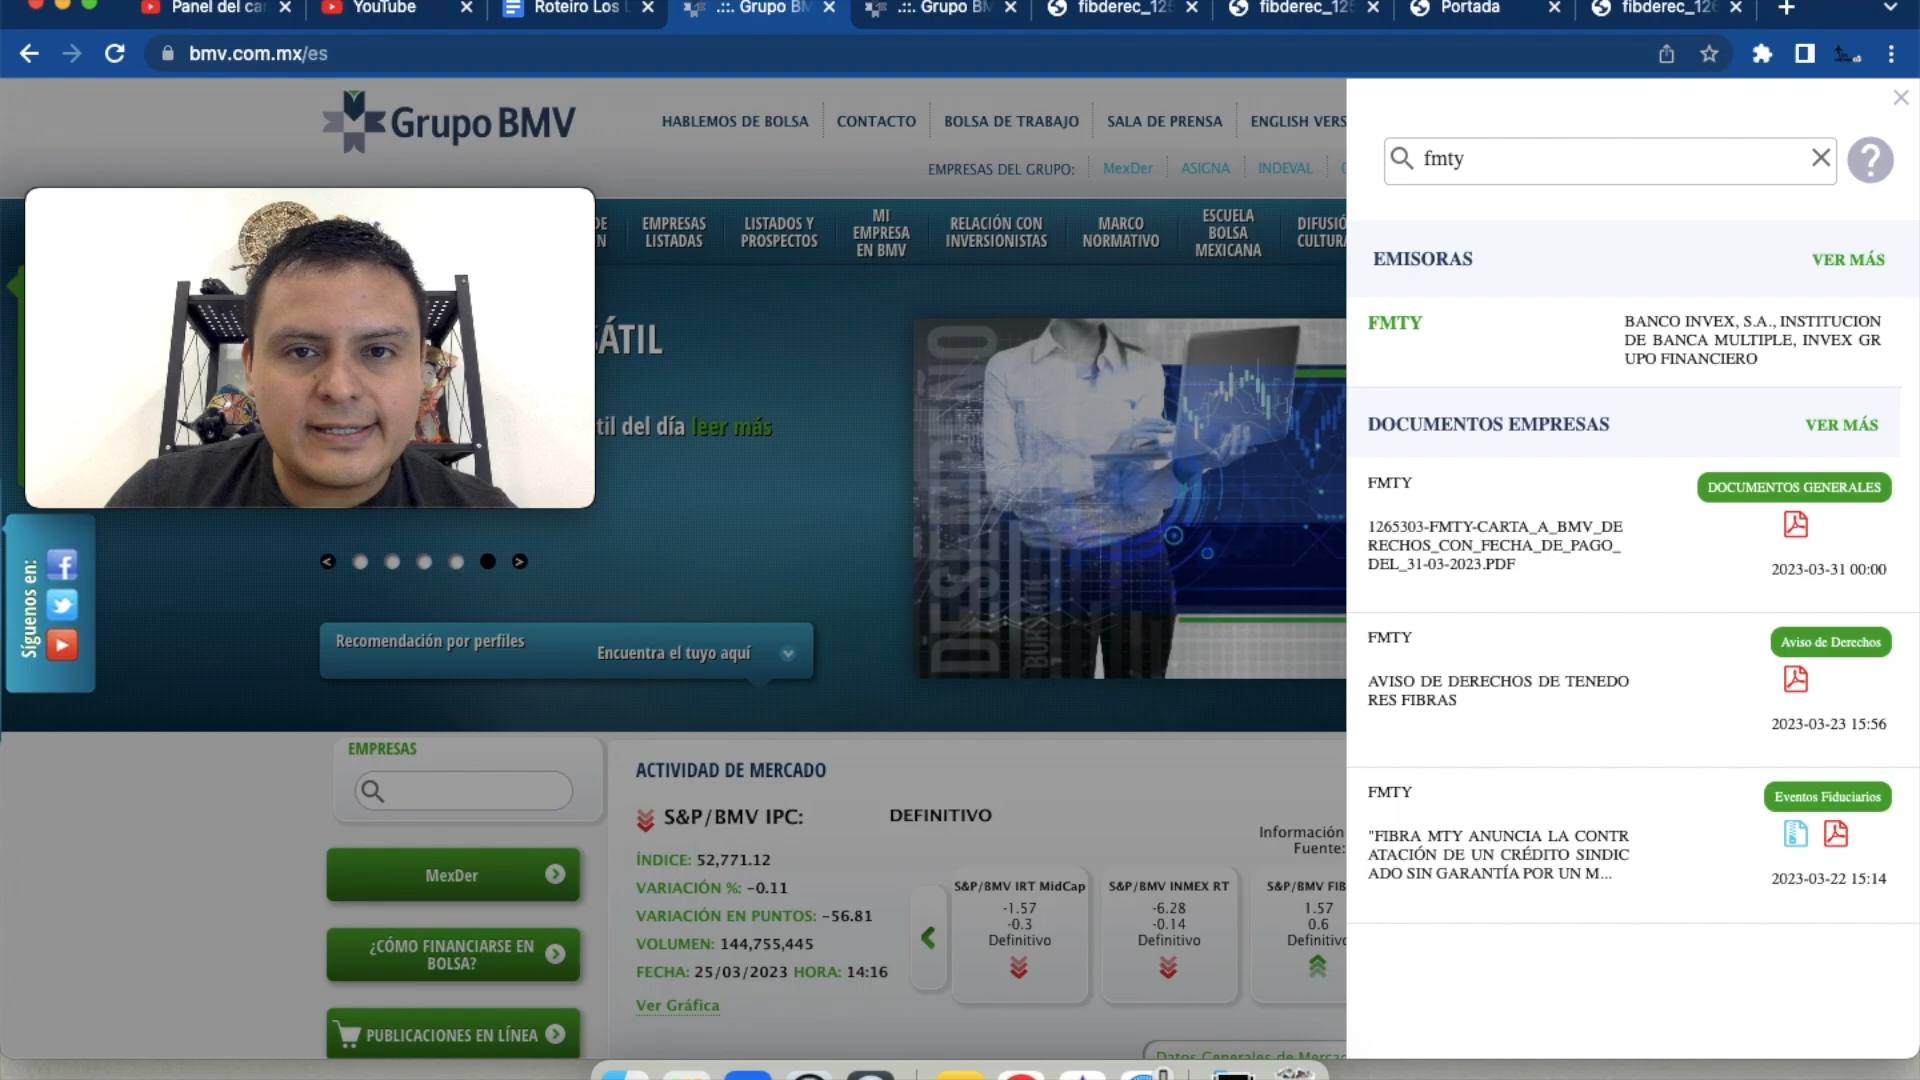 Panel del ca
YouTube
Roteiro Los
.::. Grupo BM
.::. Grupo BM
fibderec_125
fibderec_125
Portada
fibderec_126
bmv.com.mx/es
Grupo BMV
HABLEMOS DE BOLSA
CONTACTO
BOLSA DE TRABAJO
SALA DE PRENSA
ENGLISH VERS
EMPRESAS DEL GRUPO:
MexDer
ASIGNA
INDEVAL
EMPRESAS
LISTADAS
LISTADOS Y
PROSPECTOS
MI
EMPRESA
EN BMV
RELACIÓN CON
INVERSIONISTAS
MARCO
NORMATIVO
ESCUELA
BOLSA
MEXICANA
DIFUSIÓ
CULTURA
ÁTIL
til del día leer más
DESEMPEÑO
BURSÁTIL
Síguenos en:
Recomendación por perfiles
Encuentra el tuyo aquí
EMPRESAS
MexDer
¿CÓMO FINANCIARSE EN
BOLSA?
PUBLICACIONES EN LÍNEA
ACTIVIDAD DE MERCADO
S&P/BMV IPC:
DEFINITIVO
Información
Fuente:
ÍNDICE: 52,771.12
VARIACIÓN %: -0.11
VARIACIÓN EN PUNTOS: -56.81
VOLUMEN: 144,755,445
FECHA: 25/03/2023 HORA: 14:16
Ver Gráfica
S&P/BMV IRT MidCap
-1.57
-0.3
Definitivo
S&P/BMV INMEX RT
-6.28
-0.14
Definitivo
S&P/BMV FIB
1.57
0.6
Definitivo
Datos Generales de Merca
fmty
?
EMISORAS
VER MÁS
FMTY
BANCO INVEX, S.A., INSTITUCION
DE BANCA MULTIPLE, INVEX GR
UPO FINANCIERO
DOCUMENTOS EMPRESAS
VER MÁS
FMTY
DOCUMENTOS GENERALES
1265303-FMTY-CARTA_A_BMV_DE
RECHOS_CON_FECHA_DE_PAGO_
DEL_31-03-2023.PDF
2023-03-31 00:00
FMTY
Aviso de Derechos
AVISO DE DERECHOS DE TENEDO
RES FIBRAS
2023-03-23 15:56
FMTY
Eventos Fiduciarios
"FIBRA MTY ANUNCIA LA CONTR
ATACIÓN DE UN CRÉDITO SINDIC
ADO SIN GARANTÍA POR UN M...
2023-03-22 15:14